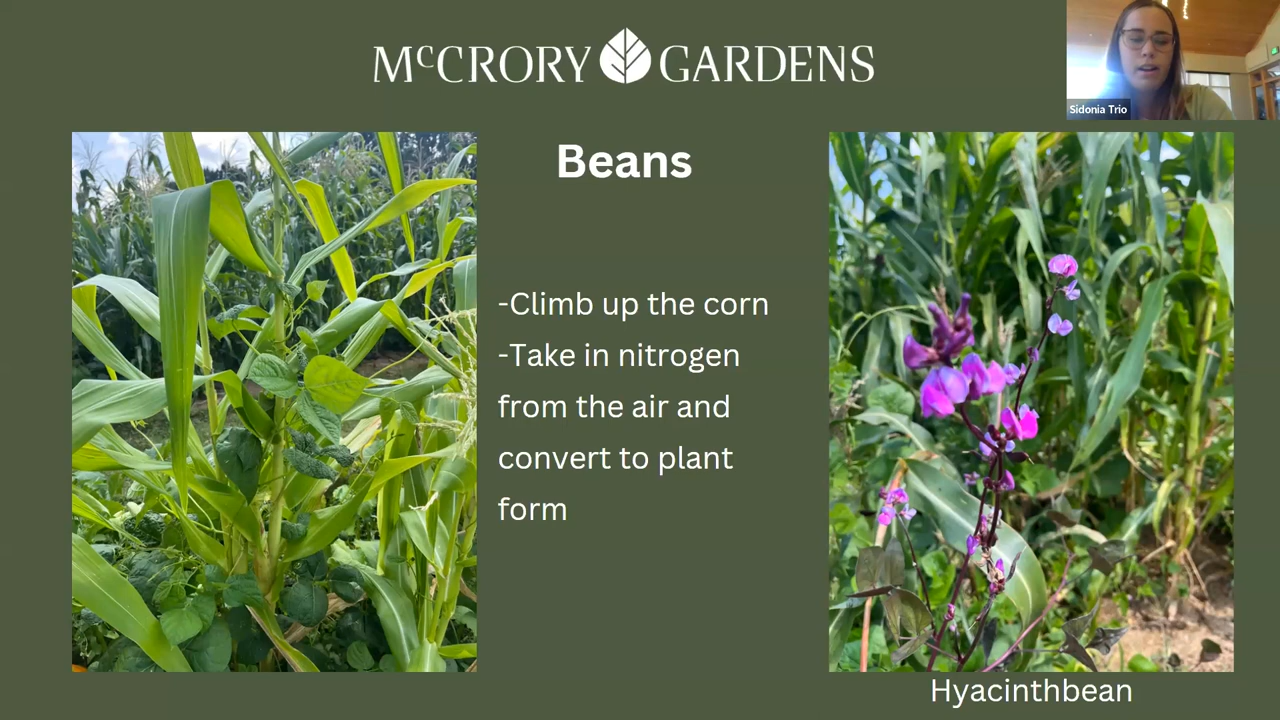 McCRORY GARDENS
Sidonia Trio
Beans
-Climb up the corn
-Take in nitrogen
from the air and
convert to plant
form
Hyacinthbean